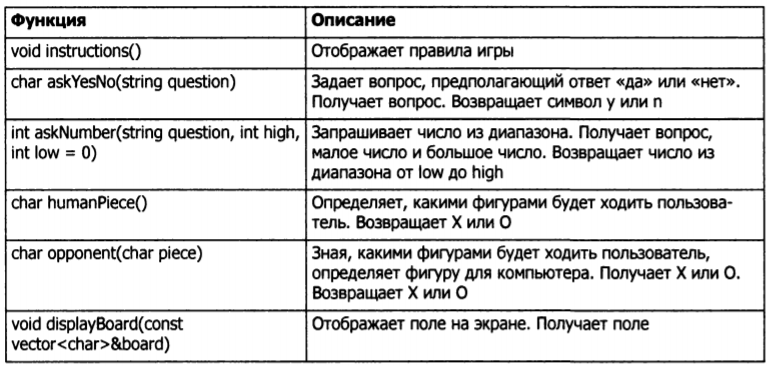 Функция Описание
void instructions() Отображает правила игры
char askYesNo(string question) Задает вопрос, предполагающий ответ «да» или «нет».
Получает вопрос. Возвращает символ y или n
int askNumber(string question, int high, Запрашивает число из диапазона. Получает вопрос,
int low = 0) малое число и большое число. Возвращает число из
диапазона от low до high
char humanPiece() Определяет, какими фигурами будет ходить пользова-
тель. Возвращает X или O
char opponent(char piece) Зная, какими фигурами будет ходить пользователь,
определяет фигуру для компьютера. Получает X или O.
Возвращает X или O
void displayBoard(const Отображает поле на экране. Получает поле
vector<char>&board)